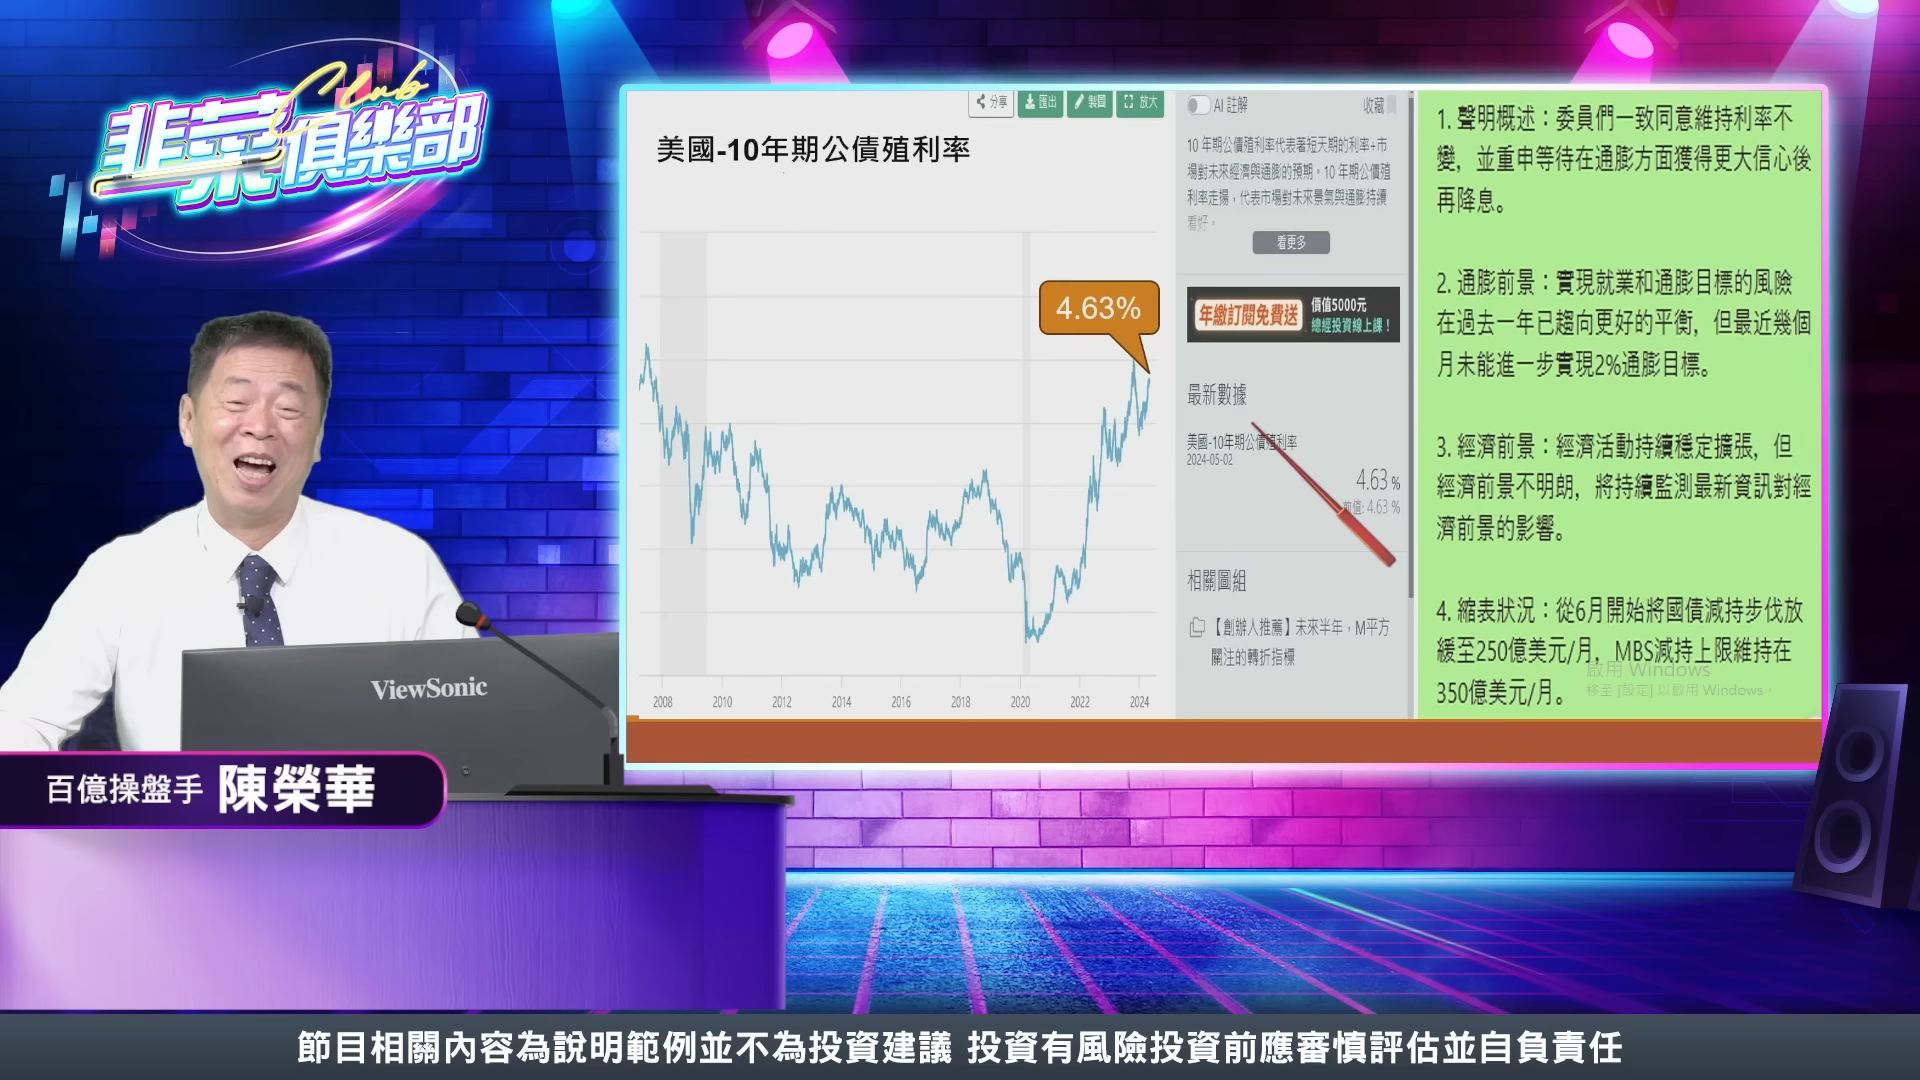 Club
韭菜俱樂部
分享
匯出
製圖
放大
美國-10年期公債殖利率
4.63%
2008 2010 2012 2014 2016 2018 2020 2022 2024
AI 註解
收藏
10 年期公債殖利率代表著短天期的利率+市
場對未來經濟與通膨的預期。10 年期公債殖
利率走揚，代表市場對未來景氣與通膨持續
看好。
看更多
年繳訂閱免費送
價值5000元
總經投資線上課！
最新數據
美國-10年期公債殖利率
2024-05-02
4.63 %
前值: 4.63 %
相關圖組
【創辦人推薦】未來半年，M平方
關注的轉折指標
1. 聲明概述：委員們一致同意維持利率不
變，並重申等待在通膨方面獲得更大信心後
再降息。
2. 通膨前景：實現就業和通膨目標的風險
在過去一年已趨向更好的平衡，但最近幾個
月未能進一步實現2%通膨目標。
3. 經濟前景：經濟活動持續穩定擴張，但
經濟前景不明朗，將持續監測最新資訊對經
濟前景的影響。
4. 縮表狀況：從6月開始將國債減持步伐放
緩至250億美元/月，MBS減持上限維持在
350億美元/月。
啟用 Windows
移至 [設定] 以啟用 Windows。
ViewSonic
百億操盤手 陳榮華
節目相關內容為說明範例並不為投資建議 投資有風險投資前應審慎評估並自負責任